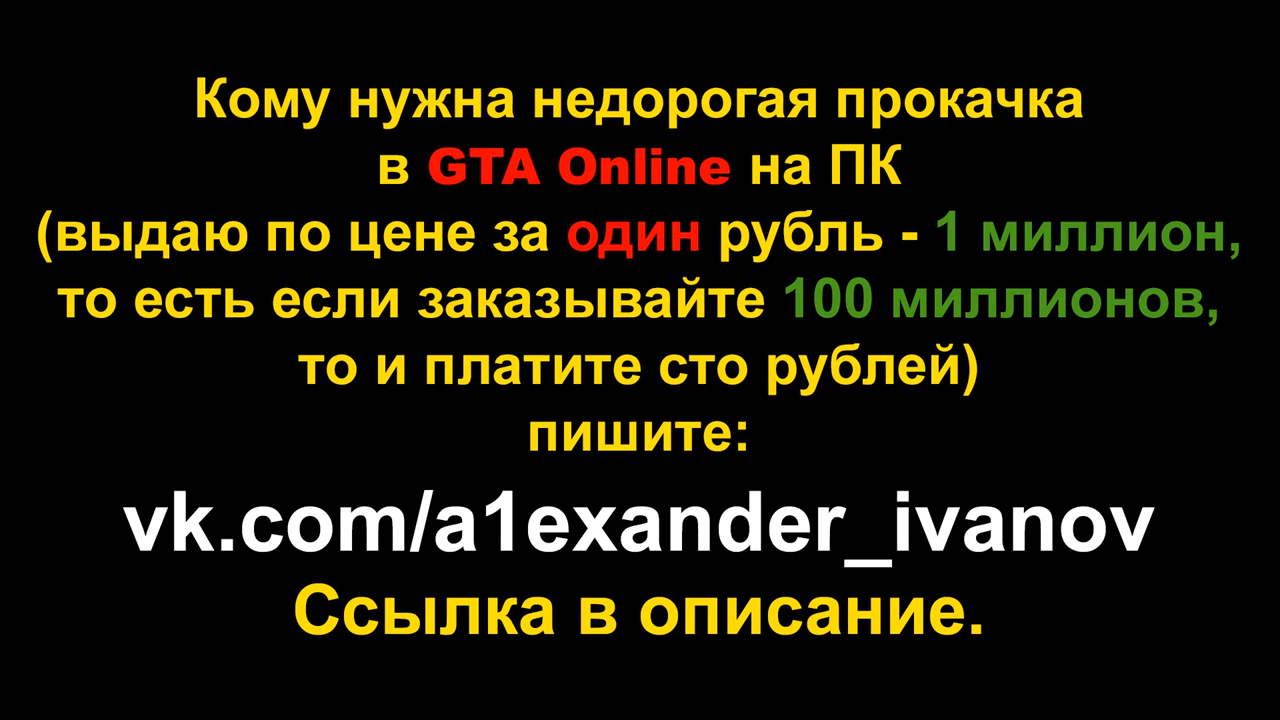 Кому нужна недорогая прокачка
в GTA Online на ПК
(выдаю по цене за один рубль - 1 миллион,
то есть если заказывайте 100 миллионов,
то и платите сто рублей)
пишите:
vk.com/a1exander_ivanov
Ссылка в описание.